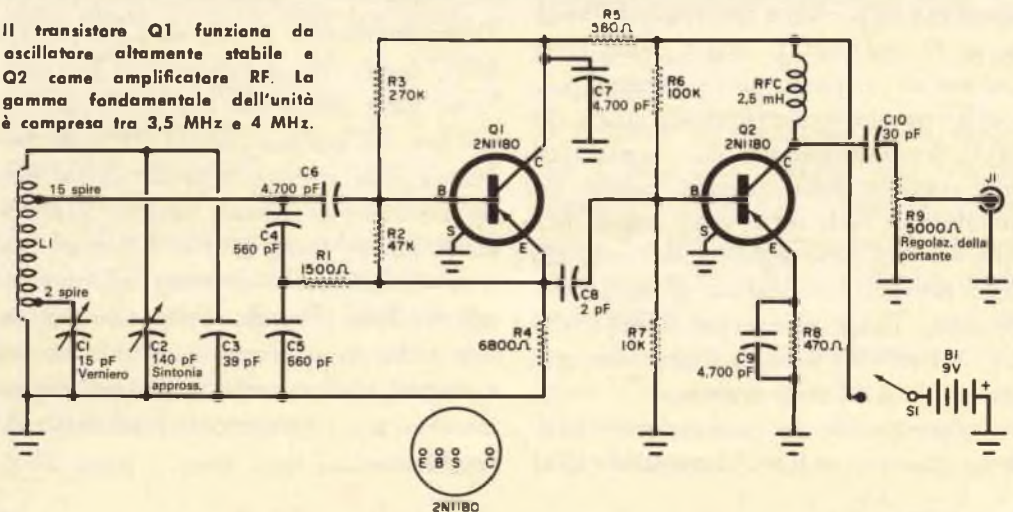 Il transistore Q1 funziona da
oscillatore altamente stabile e
Q2 come amplificatore RF. La
gamma fondamentale dell'unità
è compresa tra 3,5 MHz e 4 MHz.
R5
580Ω
R3
270K
C7
4.700 pF
R6
100K
RFC
2,5 mH
Q1
2N1180
Q2
2N1180
C10
30 pF
C6
4.700 pF
15 spire
C
B
S
E
C
B
S
E
J1
R9
5000Ω
Regolaz. della
portante
C4
560 pF
R2
47K
R1
1500Ω
L1
2 spire
C8
2 pF
C1
15 pF
Verniero
C2
140 pF
Sintonia
appross.
C3
39 pF
C5
560 pF
R4
6800Ω
R7
10K
C9
4,700 pF
R8
470Ω
B1
9V
+
S1
E B S C
2N1180